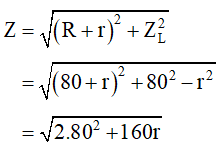 Z = √((R + r)² + Z_L²)
= √((80 + r)² + 80² − r²)
= √(2.80² + 160r)